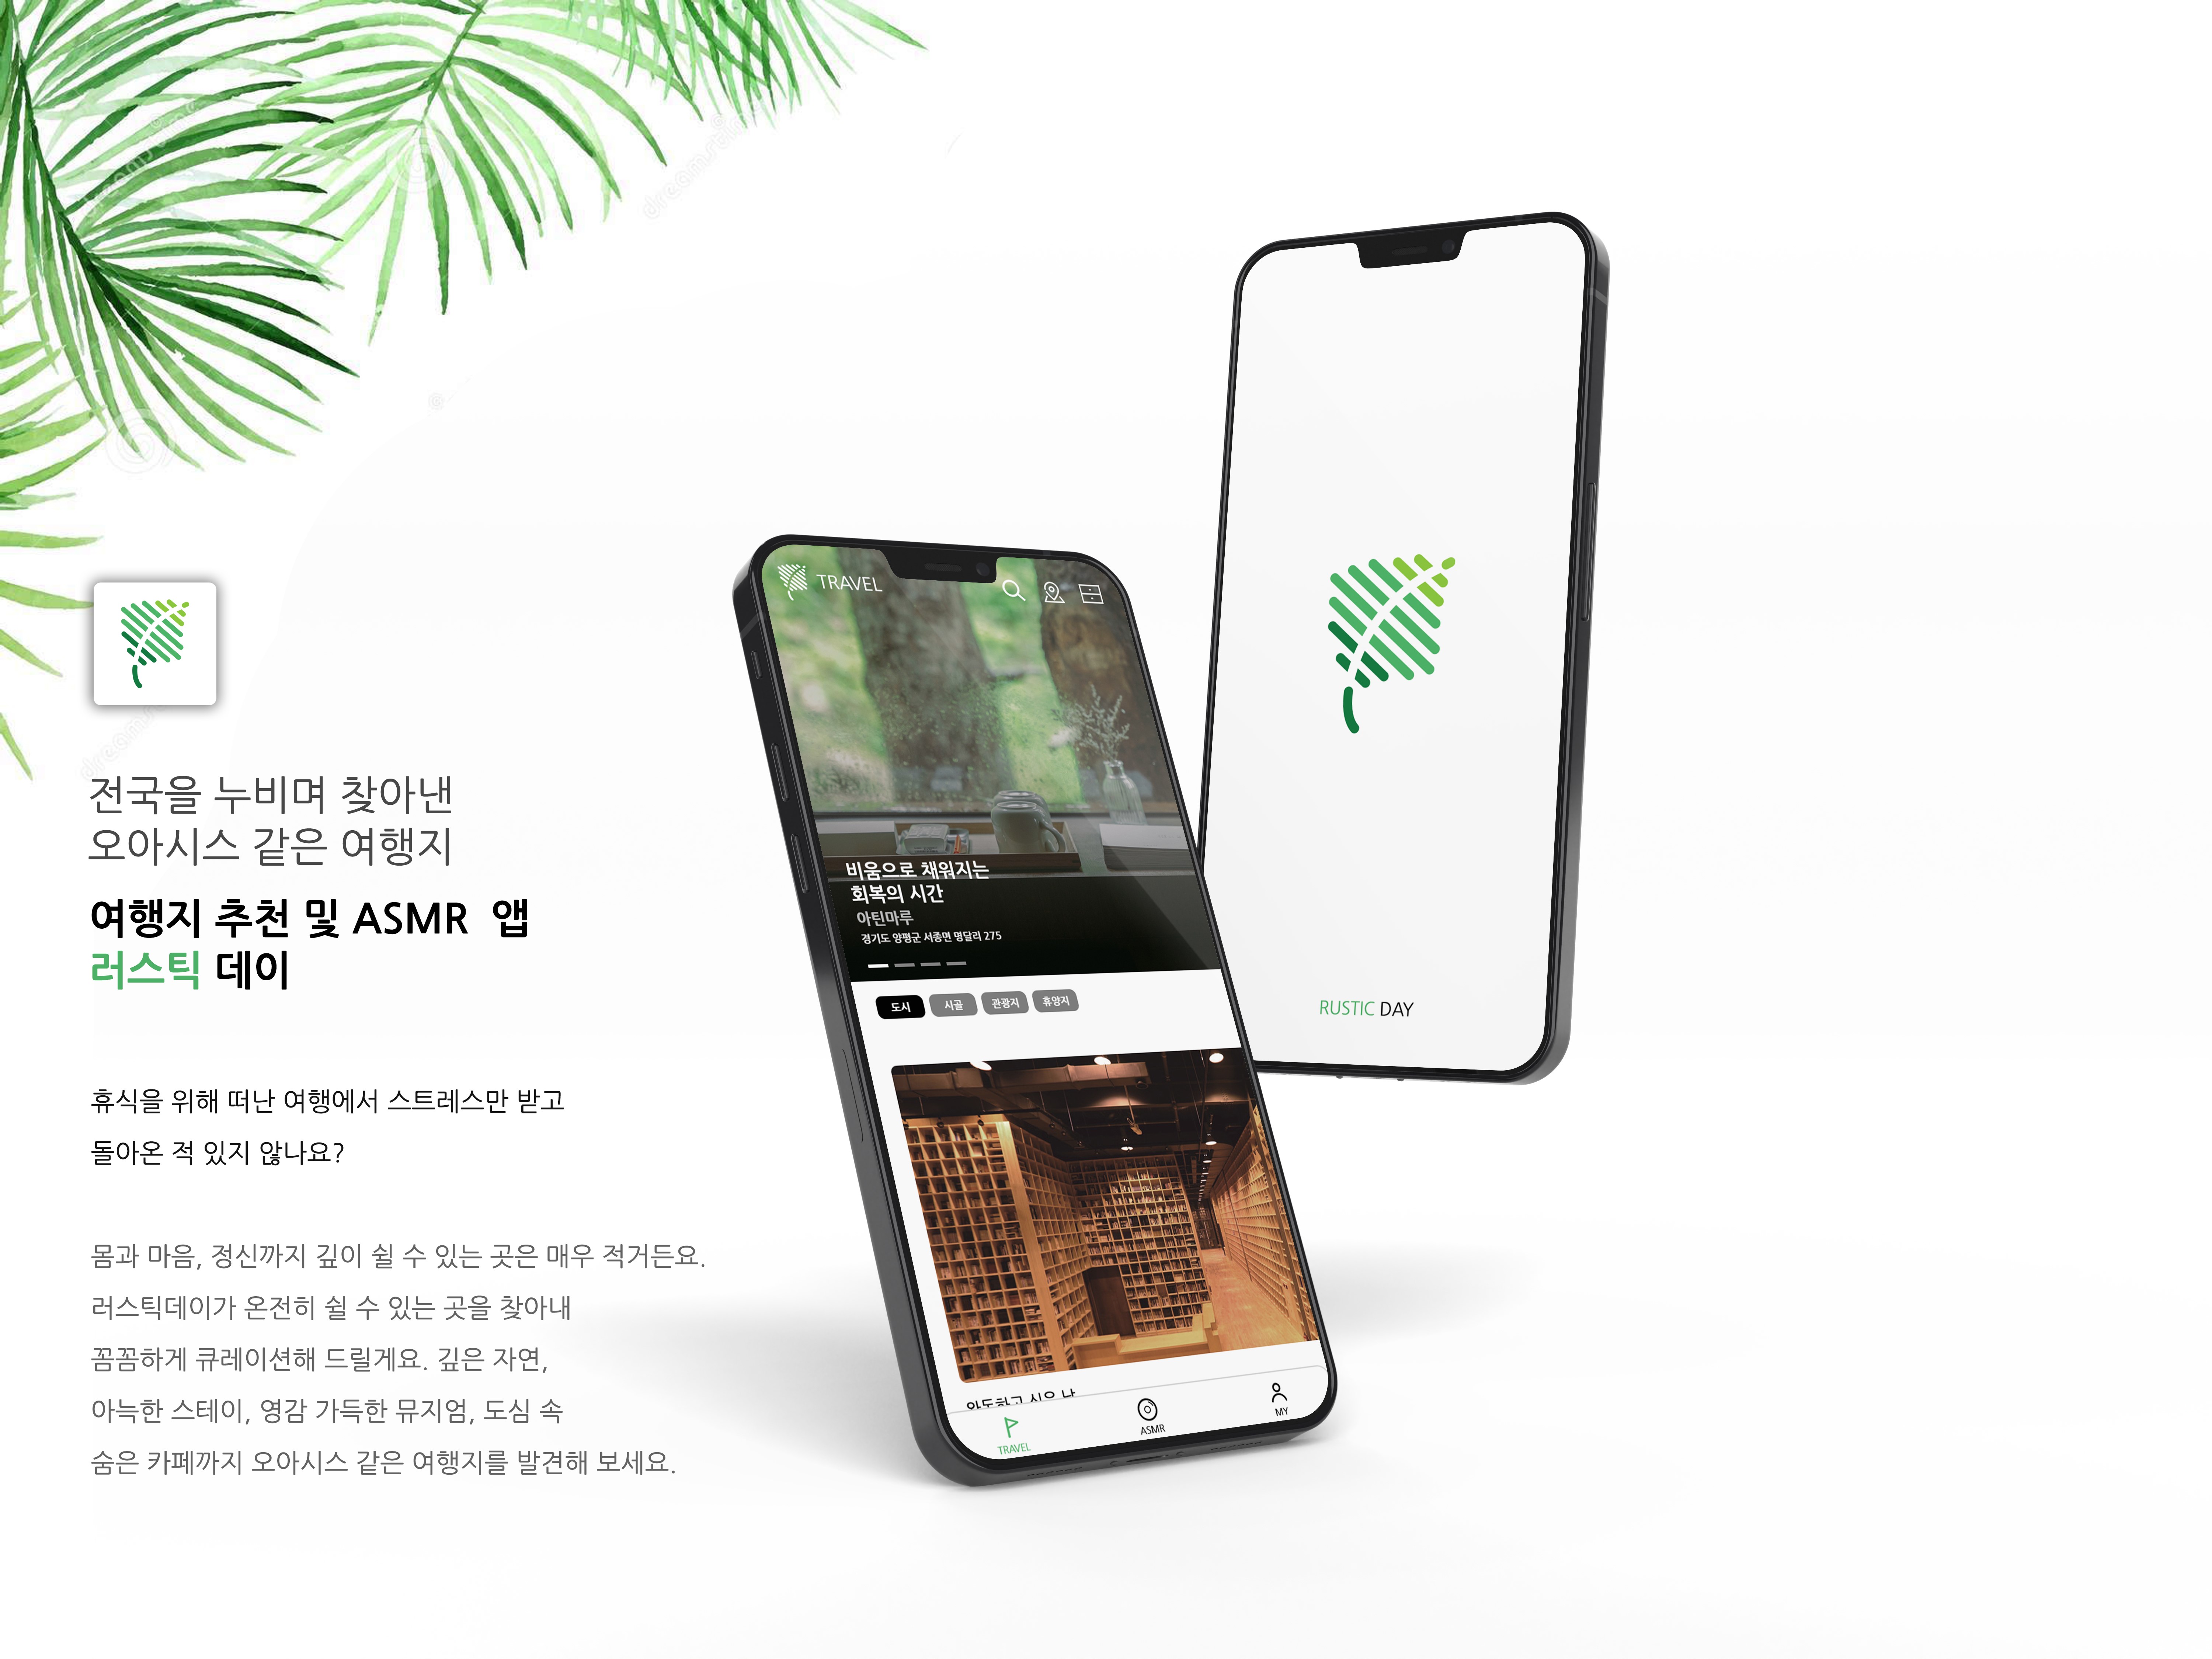 전국을 누비며 찾아낸
오아시스 같은 여행지
여행지 추천 및 ASMR 앱
러스틱 데이
휴식을 위해 떠난 여행에서 스트레스만 받고
돌아온 적 있지 않나요?
몸과 마음, 정신까지 깊이 쉴 수 있는 곳은 매우 적거든요.
러스틱데이가 온전히 쉴 수 있는 곳을 찾아내
꼼꼼하게 큐레이션해 드릴게요. 깊은 자연,
아늑한 스테이, 영감 가득한 뮤지엄, 도심 속
숨은 카페까지 오아시스 같은 여행지를 발견해 보세요.
TRAVEL
비움으로 채워지는
회복의 시간
아틴마루
경기도 양평군 서종면 명달리 275
도시 시골 관광지 휴양지
TRAVEL ASMR MY
RUSTIC DAY
dreamstime